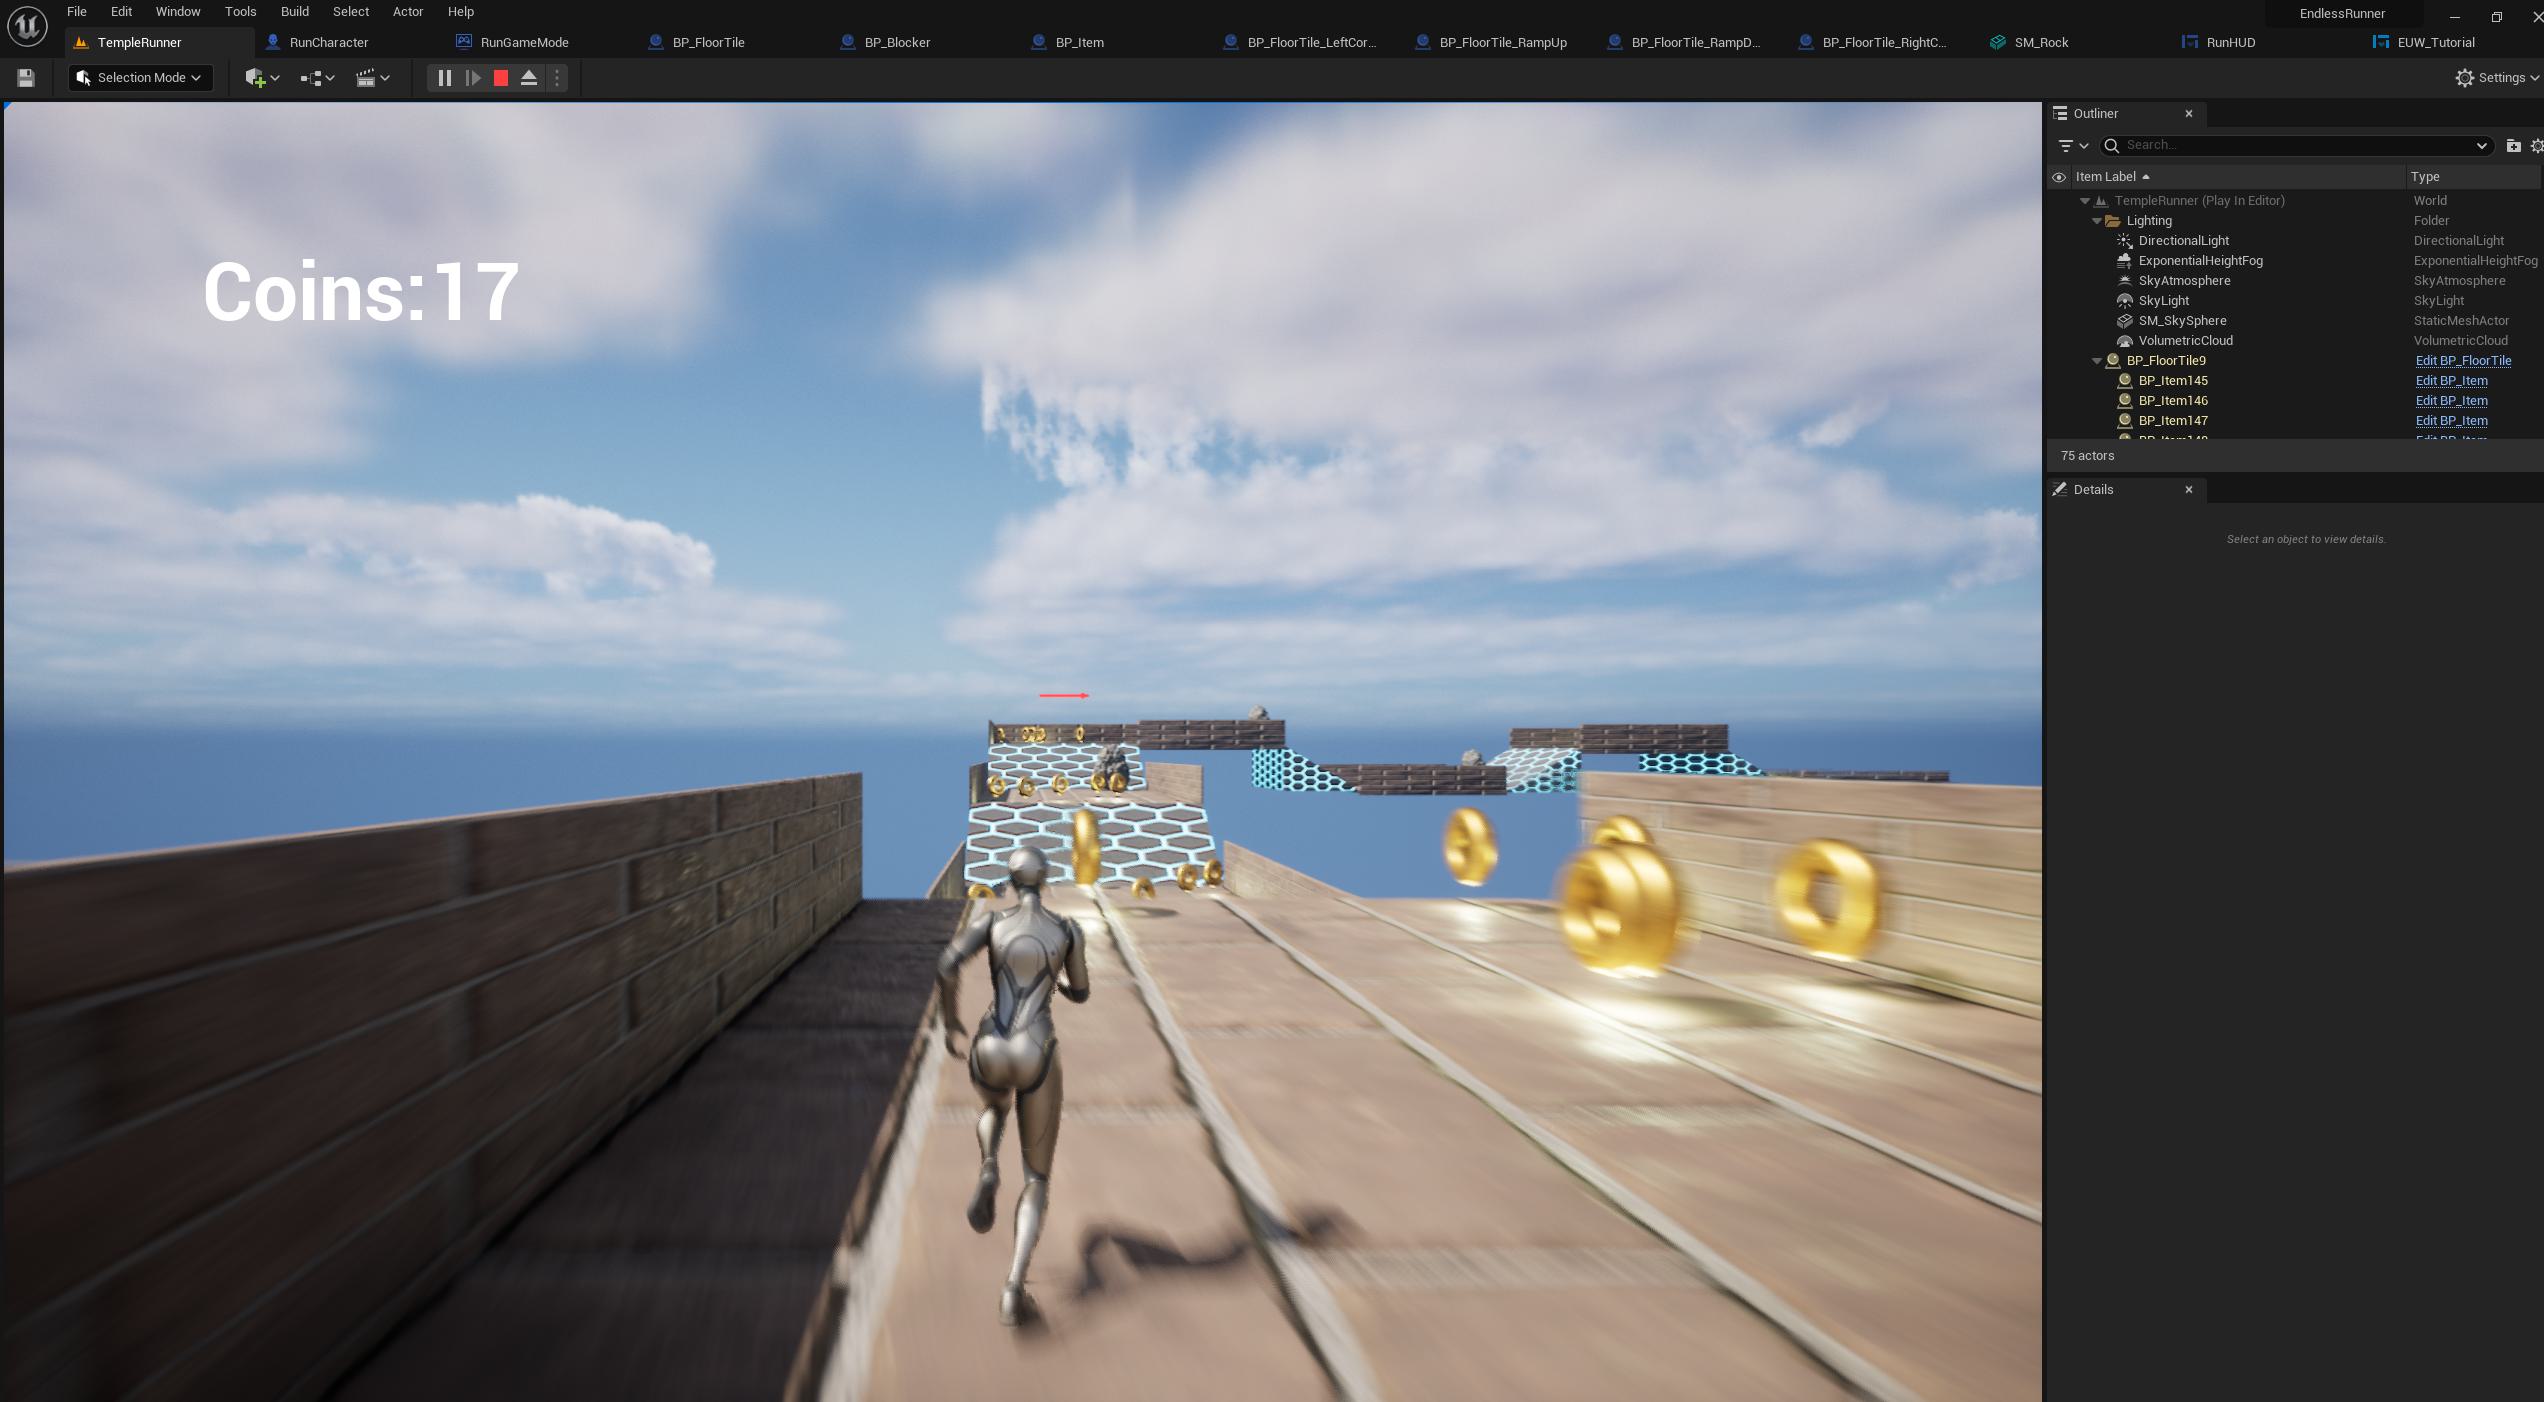 File Edit Window Tools Build Select Actor Help
EndlessRunner
TempleRunner RunCharacter RunGameMode BP_FloorTile BP_Blocker BP_Item BP_FloorTile_LeftCor... BP_FloorTile_RampUp BP_FloorTile_RampD... BP_FloorTile_RightC... SM_Rock RunHUD EUW_Tutorial
Selection Mode Settings
Coins:17
Outliner
Search...
Item Label Type
TempleRunner (Play In Editor) World
Lighting Folder
DirectionalLight DirectionalLight
ExponentialHeightFog ExponentialHeightFog
SkyAtmosphere SkyAtmosphere
SkyLight SkyLight
SM_SkySphere StaticMeshActor
VolumetricCloud VolumetricCloud
BP_FloorTile9 Edit BP_FloorTile
BP_Item145 Edit BP_Item
BP_Item146 Edit BP_Item
BP_Item147 Edit BP_Item
75 actors
Details
Select an object to view details.